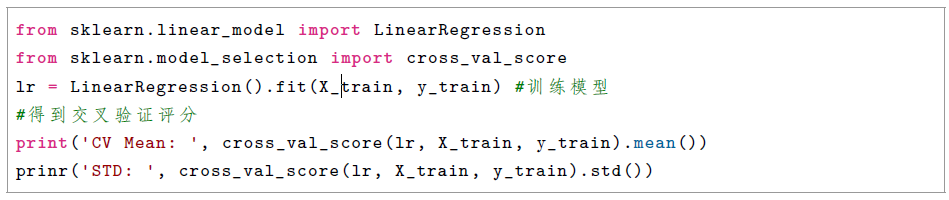 from sklearn.linear_model import LinearRegression
from sklearn.model_selection import cross_val_score
lr = LinearRegression().fit(X_train, y_train) #训练模型
#得到交叉验证评分
print('CV Mean: ', cross_val_score(lr, X_train, y_train).mean())
prinr('STD: ', cross_val_score(lr, X_train, y_train).std())